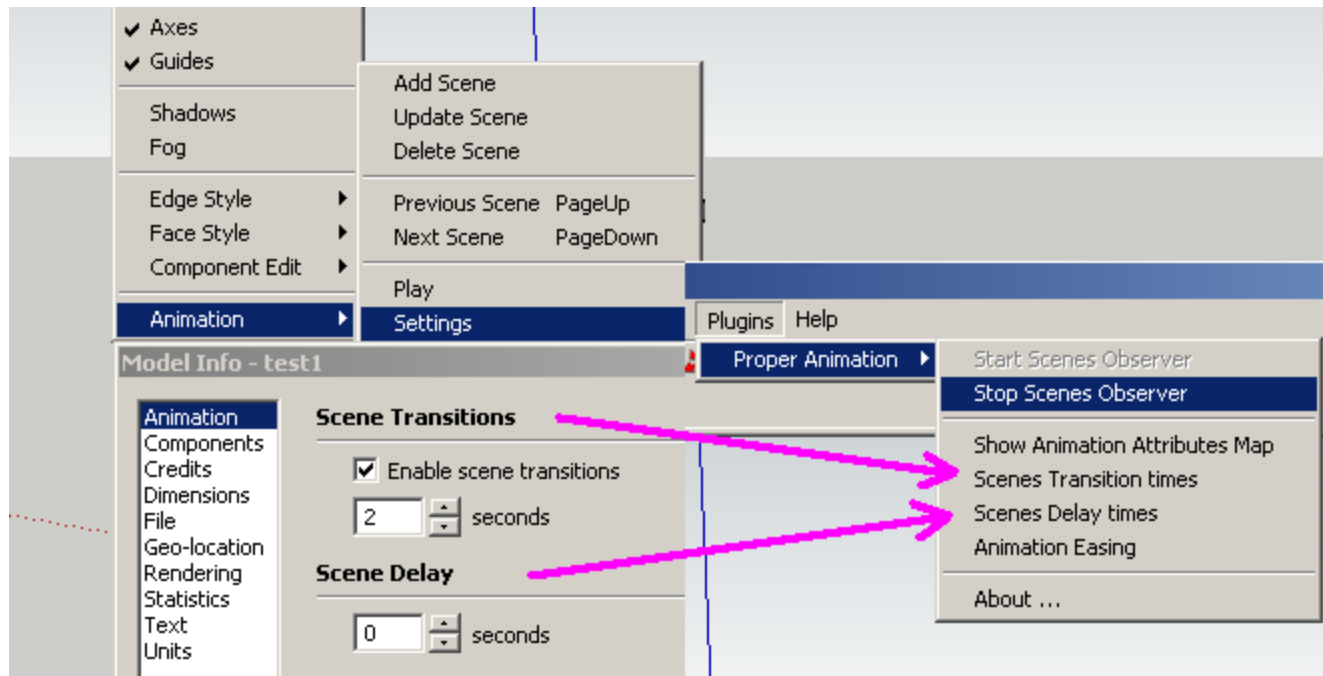 Axes
Guides
Shadows
Fog
Edge Style
Face Style
Component Edit
Animation
Add Scene
Update Scene
Delete Scene
Previous Scene PageUp
Next Scene PageDown
Play
Settings
Plugins Help
Proper Animation
Start Scenes Observer
Stop Scenes Observer
Show Animation Attributes Map
Scenes Transition times
Scenes Delay times
Animation Easing
About ...
Model Info - test1
Animation
Components
Credits
Dimensions
File
Geo-location
Rendering
Statistics
Text
Units
Scene Transitions
Enable scene transitions
2 seconds
Scene Delay
0 seconds